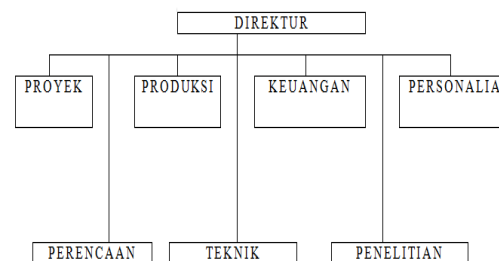 DIREKTUR
PROYEK
PRODUKSI
KEUANGAN
PERSONALIA
PERENCAAN
TEKNIK
PENELITIAN